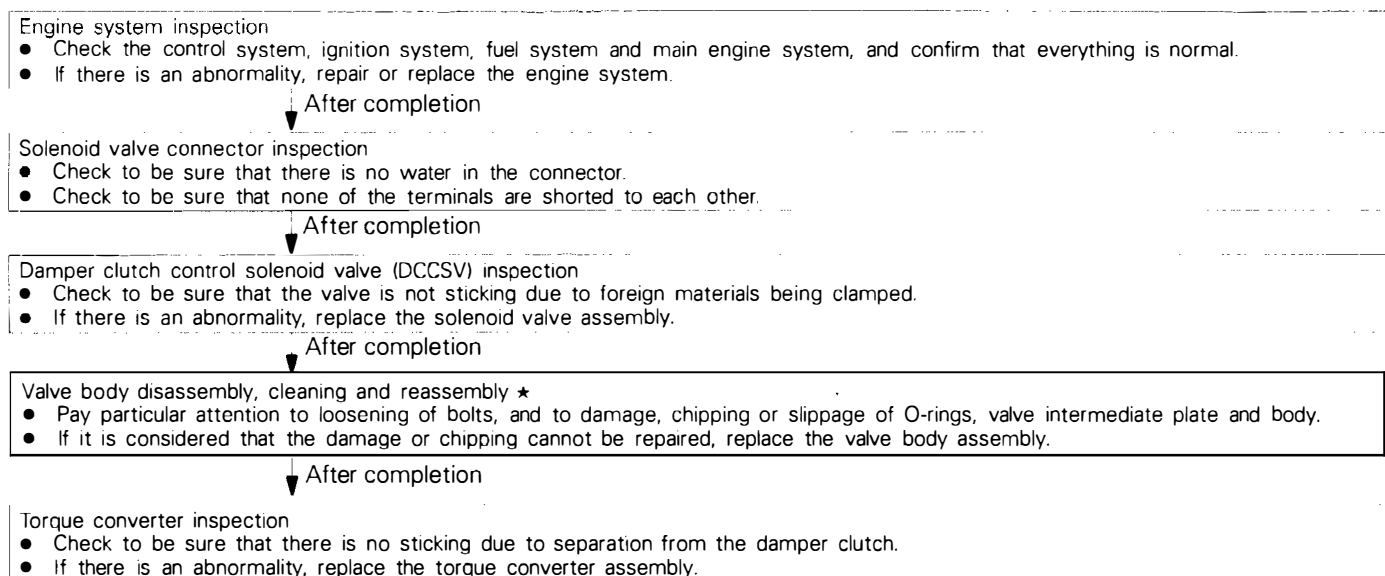 Engine system inspection
● Check the control system, ignition system, fuel system and main engine system, and confirm that everything is normal.
● If there is an abnormality, repair or replace the engine system.
After completion
Solenoid valve connector inspection
● Check to be sure that there is no water in the connector.
● Check to be sure that none of the terminals are shorted to each other.
After completion
Damper clutch control solenoid valve (DCCSV) inspection
● Check to be sure that the valve is not sticking due to foreign materials being clamped.
● If there is an abnormality, replace the solenoid valve assembly.
After completion
Valve body disassembly, cleaning and reassembly ★
● Pay particular attention to loosening of bolts, and to damage, chipping or slippage of O-rings, valve intermediate plate and body.
● If it is considered that the damage or chipping cannot be repaired, replace the valve body assembly.
After completion
Torque converter inspection
● Check to be sure that there is no sticking due to separation from the damper clutch.
● If there is an abnormality, replace the torque converter assembly.